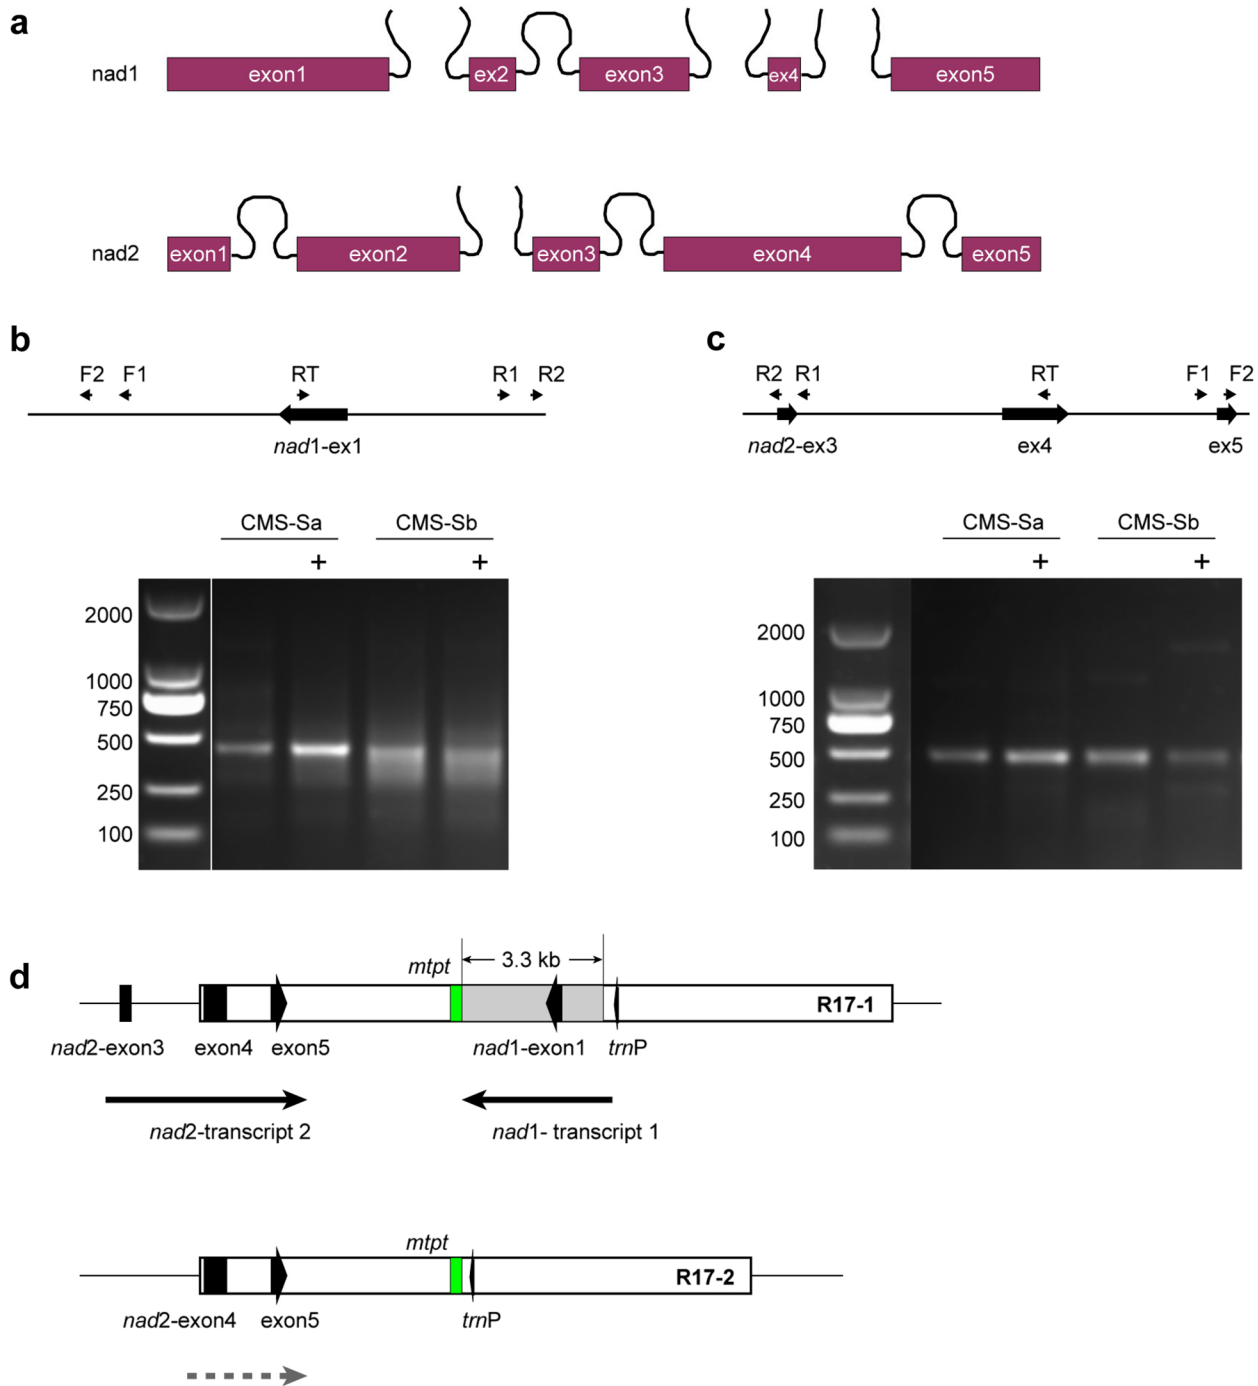 a
nad1 exon1 ex2 exon3 ex4 exon5
nad2 exon1 exon2 exon3 exon4 exon5
b
F2 F1 RT R1 R2
nad1-ex1
CMS-Sa CMS-Sb
+ +
2000
1000
750
500
250
100
c
R2 R1 RT F1 F2
nad2-ex3 ex4 ex5
CMS-Sa CMS-Sb
+ +
2000
1000
750
500
250
100
d
mtpt 3.3 kb
R17-1
nad2-exon3 exon4 exon5 nad1-exon1 trnP
nad2-transcript 2 nad1- transcript 1
mtpt
R17-2
nad2-exon4 exon5 trnP